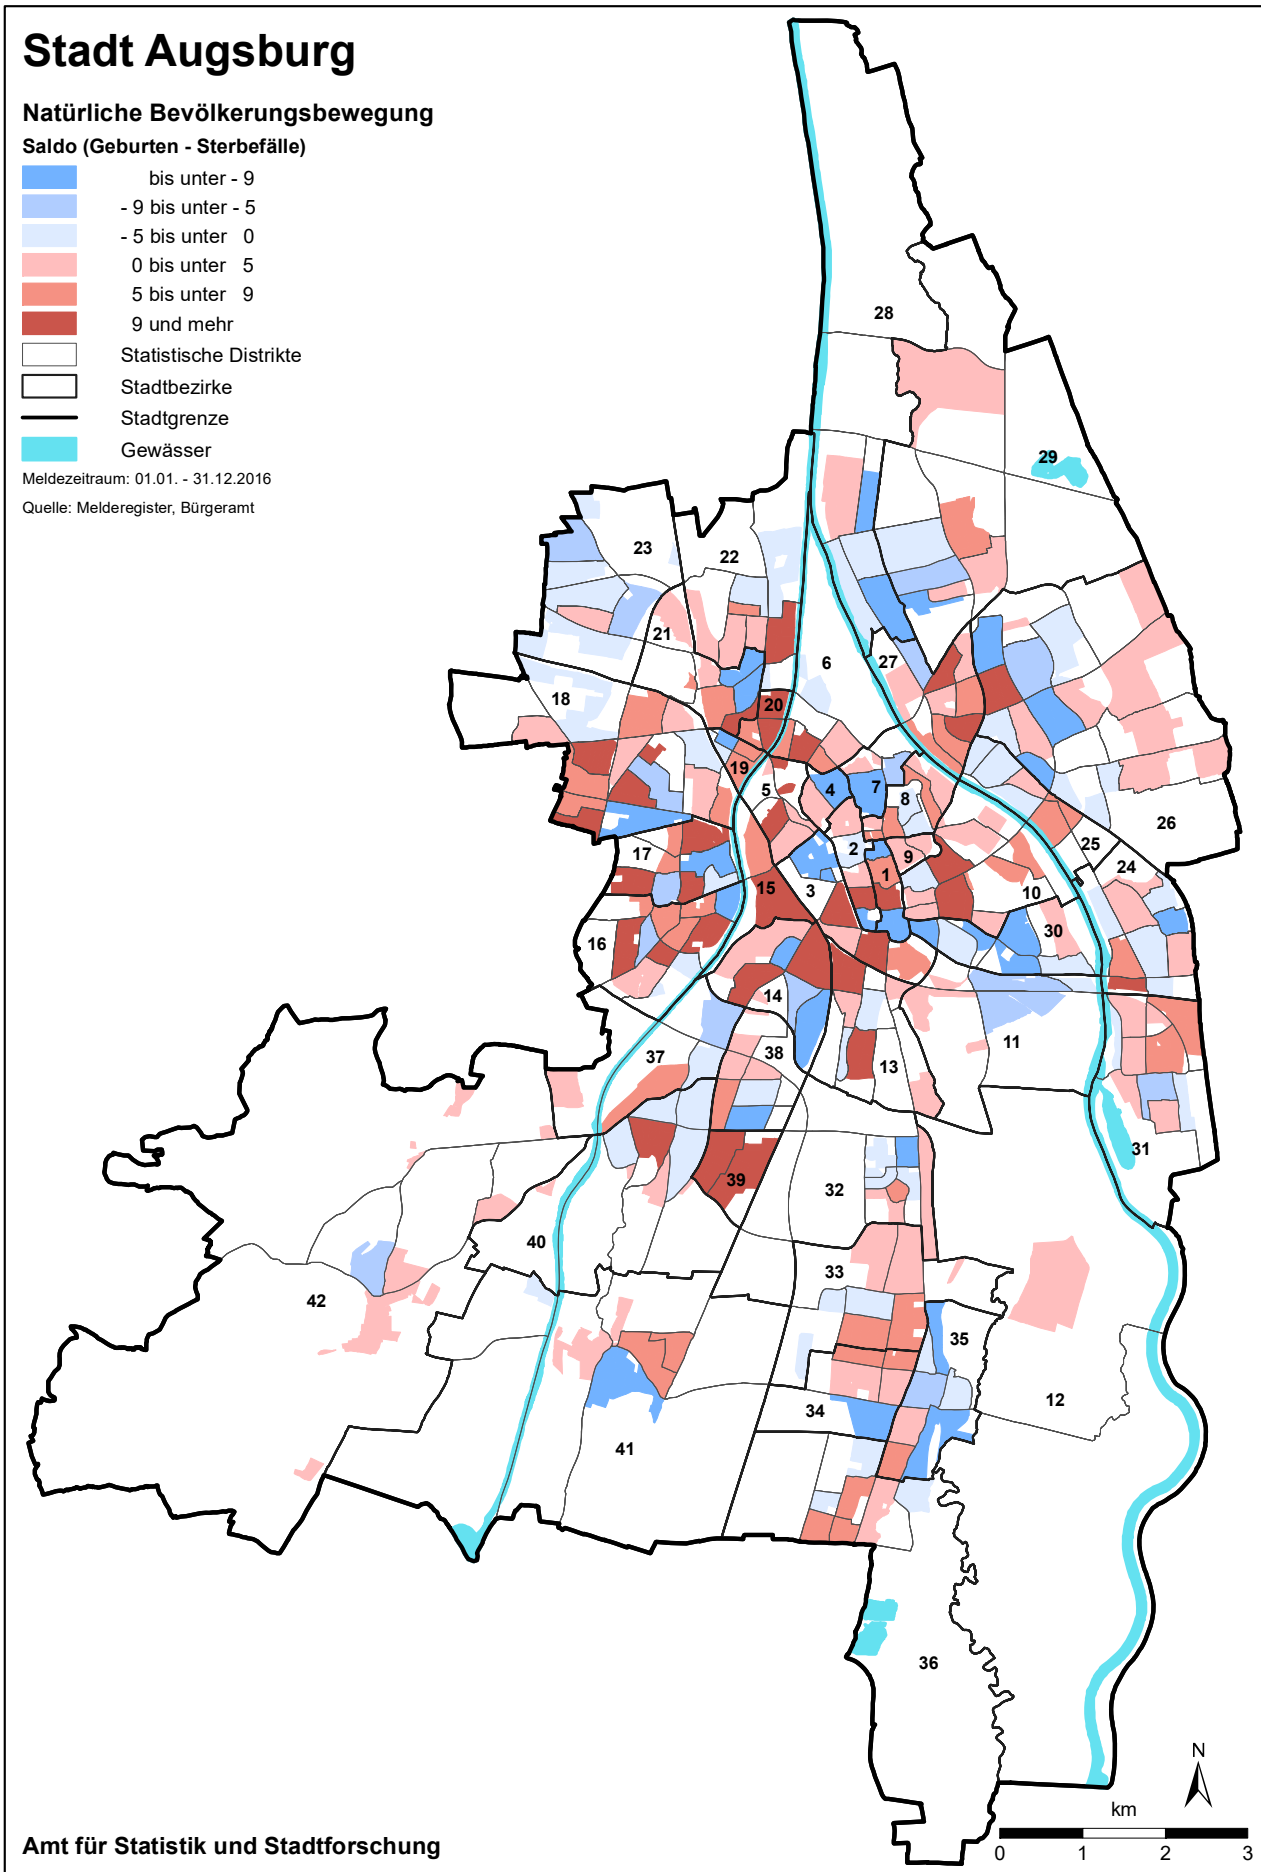 Stadt Augsburg
Natürliche Bevölkerungsbewegung
Saldo (Geburten - Sterbefälle)
bis unter - 9
- 9 bis unter - 5
- 5 bis unter 0
0 bis unter 5
5 bis unter 9
9 und mehr
Statistische Distrikte
Stadtbezirke
Stadtgrenze
Gewässer
Meldezeitraum: 01.01. - 31.12.2016
Quelle: Melderegister, Bürgeramt
28
29
23
22
21
27
6
18
20
19
5
4
7
8
26
17
2
9
25
24
15
3
1
10
16
30
14
11
37
38
13
31
39
32
40
33
42
35
12
34
41
36
N
km
0 1 2 3
Amt für Statistik und Stadtforschung